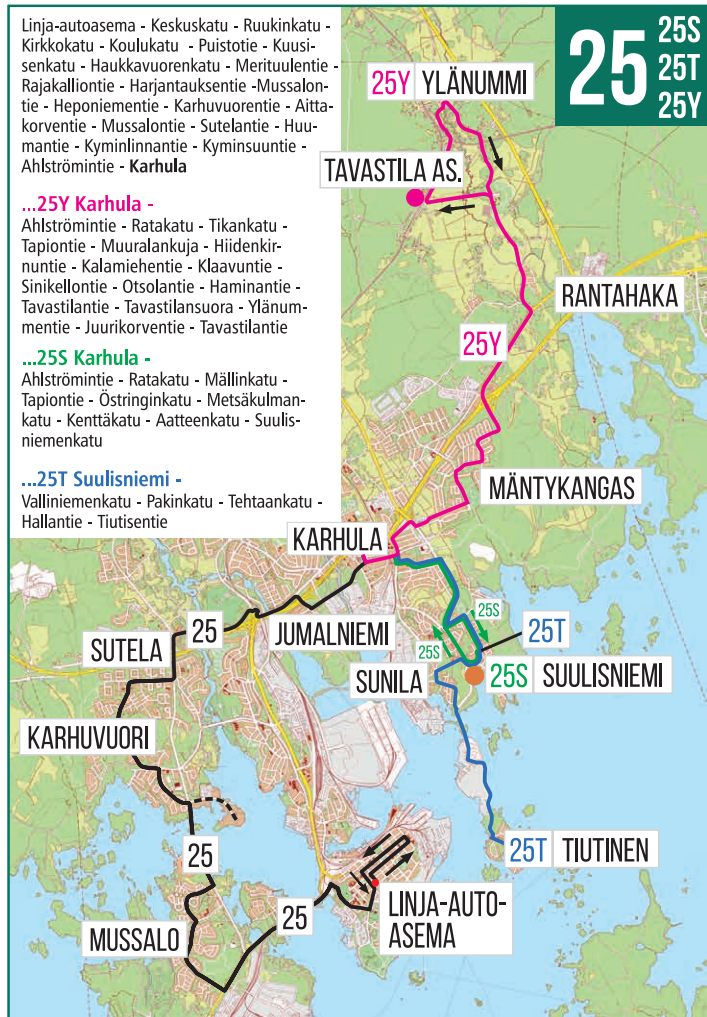 Linja-autoasema - Keskuskatu - Ruukinkatu -
Kirkkokatu - Koulukatu - Puistotie - Kuusi-
senkatu - Haukkavuorenkatu - Merituulentie -
Rajakalliontie - Harjantauksentie -Mussalon-
tie - Heponiementie - Karhuvuorentie - Aitta-
korventie - Mussalontie - Sutelantie - Huu-
mantie - Kyminlinnantie - Kyminsuuntie -
Ahlströmintie - Karhula
...25Y Karhula -
Ahlströmintie - Ratakatu - Tikankatu -
Tapiontie - Muuralankuja - Hiidenkir-
nuntie - Kalamiehentie - Klaavuntie -
Sinikellontie - Otsolantie - Haminantie -
Tavastilantie - Tavastilansuora - Ylänum-
mentie - Juurikorventie - Tavastilantie
...25S Karhula -
Ahlströmintie - Ratakatu - Mällinkatu -
Tapiontie - Östringinkatu - Metsäkulman-
katu - Kenttäkatu - Aatteenkatu - Suulis-
niemenkatu
...25T Suulisniemi -
Valliniemenkatu - Pakinkatu - Tehtaankatu -
Hallantie - Tiutisentie
25
25S
25T
25Y
25Y YLÄNUMMI
TAVASTILA AS.
RANTAHAKA
25Y
MÄNTYKANGAS
KARHULA
25
JUMALNIEMI
25S
25T
SUTELA
25S
SUNILA
25S SUULISNIEMI
KARHUVUORI
25
25T TIUTINEN
25
LINJA-AUTO-
ASEMA
MUSSALO